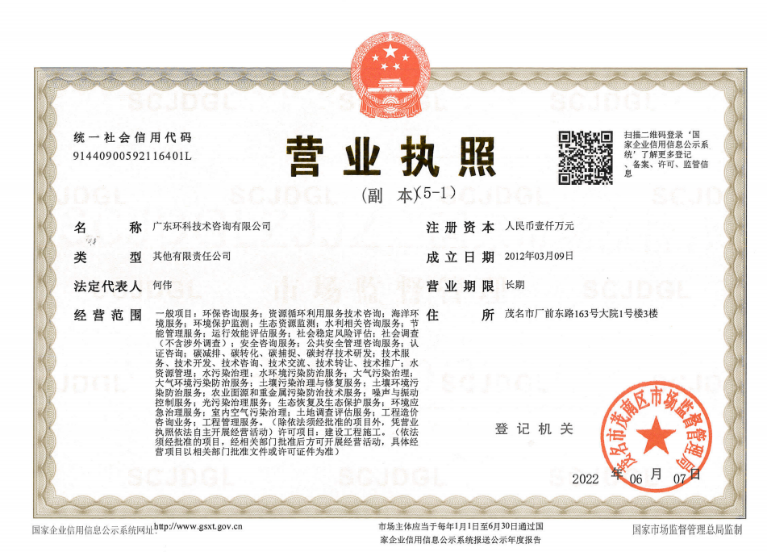 统一社会信用代码
91440900592116401L
营业执照
(副 本)(5-1)
扫描二维码登录‘国
家企业信用信息公示系
统’了解更多登记
、备案、许可、监管信
息
名 称 广东环科技术咨询有限公司
类 型 其他有限责任公司
法定代表人 何伟
经营范围 一般项目：环保咨询服务；资源循环利用服务技术咨询；海洋环
境服务；环境保护监测；生态资源监测；水利相关咨询服务；节
能管理服务；运行效能评估服务；社会稳定风险评估；社会调查
（不含涉外调查）；安全咨询服务；公共安全管理咨询服务；认
证咨询；碳减排、碳转化、碳捕捉、碳封存技术研发；技术服
务、技术开发、技术咨询、技术交流、技术转让、技术推广；水
资源管理；水污染治理；水环境污染防治服务；大气污染治理；
大气环境污染防治服务；土壤污染治理与修复服务；土壤环境污
染防治服务；农业面源和重金属污染防治技术服务；噪声与振动
控制服务；光污染治理服务；生态恢复及生态保护服务；环境应
急治理服务；室内空气污染治理；土地调查评估服务；工程造价
咨询业务；工程管理服务。（除依法须经批准的项目外，凭营业
执照依法自主开展经营活动）许可项目：建设工程施工。（依法
须经批准的项目，经相关部门批准后方可开展经营活动，具体经
营项目以相关部门批准文件或许可证件为准）
注册资本 人民币壹仟万元
成立日期 2012年03月09日
营业期限 长期
住 所 茂名市厂前东路163号大院1号楼3楼
登记机关
茂名市茂南区市场监督管理局
2022 年 06 月 07 日
国家企业信用信息公示系统网址：http://www.gsxt.gov.cn
市场主体应当于每年1月1日至6月30日通过国
家企业信用信息公示系统报送公示年度报告
国家市场监督管理总局监制
SCJDGL
市场监督管理